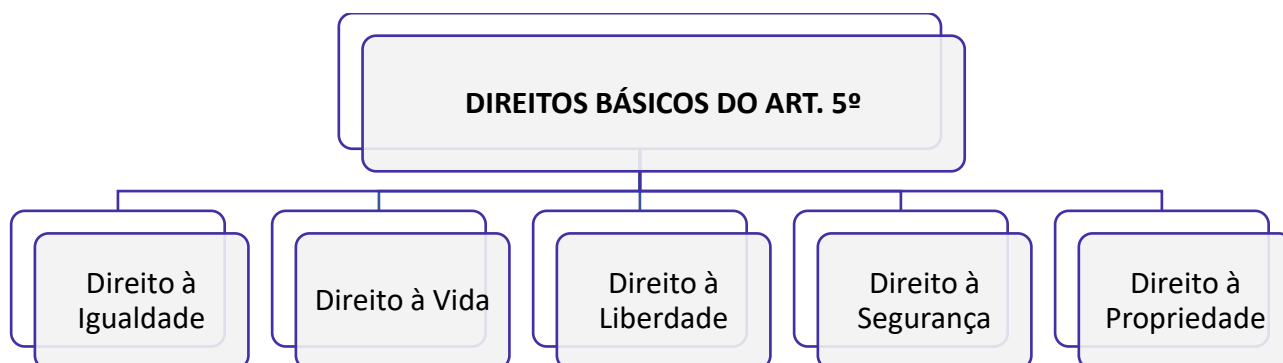 DIREITOS BÁSICOS DO ART. 5º
Direito à
Igualdade
Direito à Vida
Direito à
Liberdade
Direito à
Segurança
Direito à
Propriedade